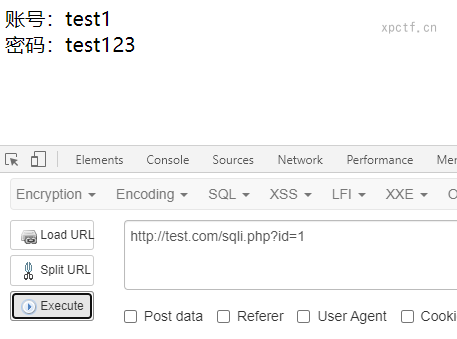 账号：test1
xpctf.cn
密码：test123
Elements Console Sources Network Performance Mer
Encryption Encoding SQL XSS LFI XXE O
Load URL
http://test.com/sqli.php?id=1
Split URL
Execute
Post data Referer User Agent Cooki